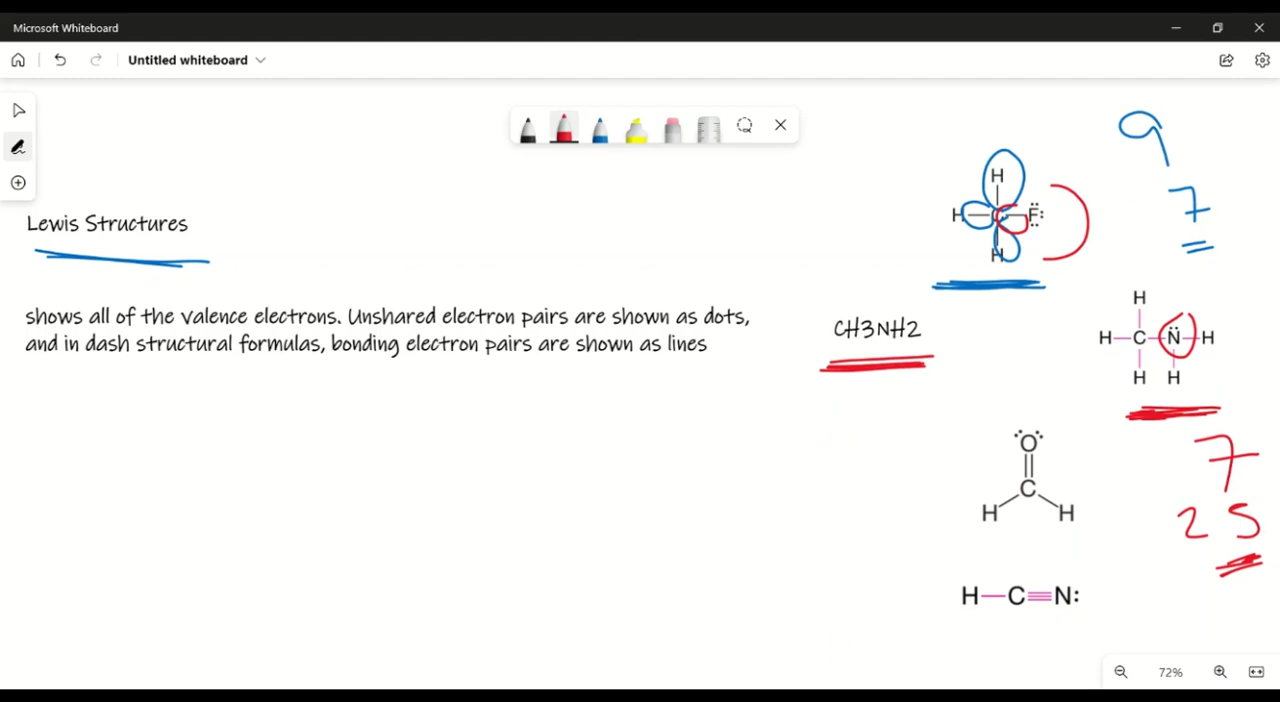 Microsoft Whiteboard
Untitled whiteboard
9
H
H—C—F:
H
7
Lewis Structures
shows all of the valence electrons. Unshared electron pairs are shown as dots,
and in dash structural formulas, bonding electron pairs are shown as lines
CH3NH2
H
H—C—N̈—H
H H
:O:
C
H H
7
2 5
H—C≡N:
72%